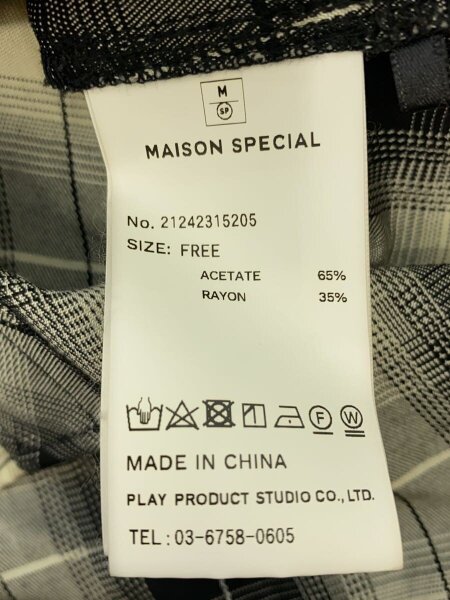 M
SP
MAISON SPECIAL
No. 21242315205
SIZE: FREE
ACETATE 65%
RAYON 35%
F W
MADE IN CHINA
PLAY PRODUCT STUDIO CO., LTD.
TEL : 03-6758-0605